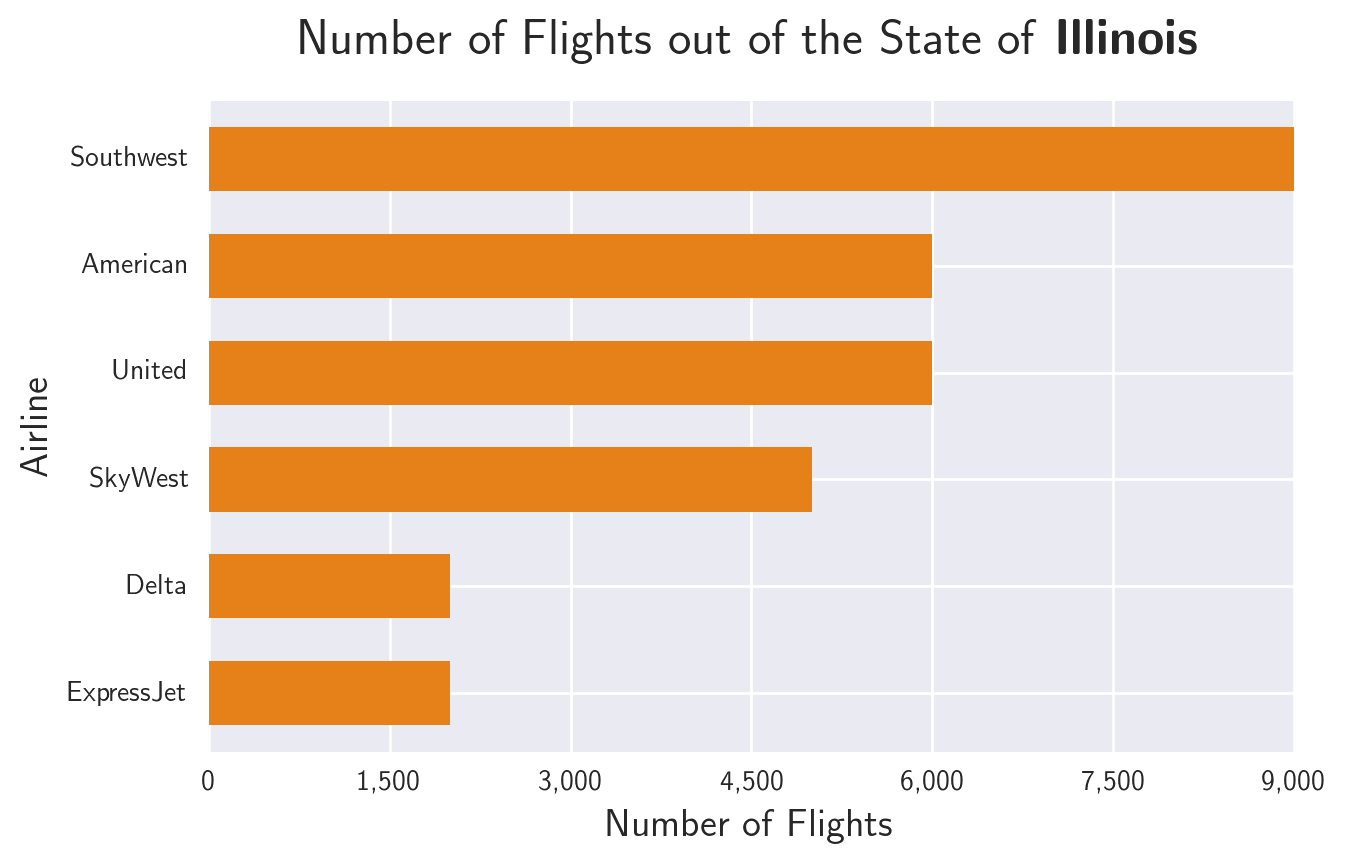 Number of Flights out of the State of Illinois
Southwest
American
United
SkyWest
Delta
ExpressJet
Airline
0 1,500 3,000 4,500 6,000 7,500 9,000
Number of Flights